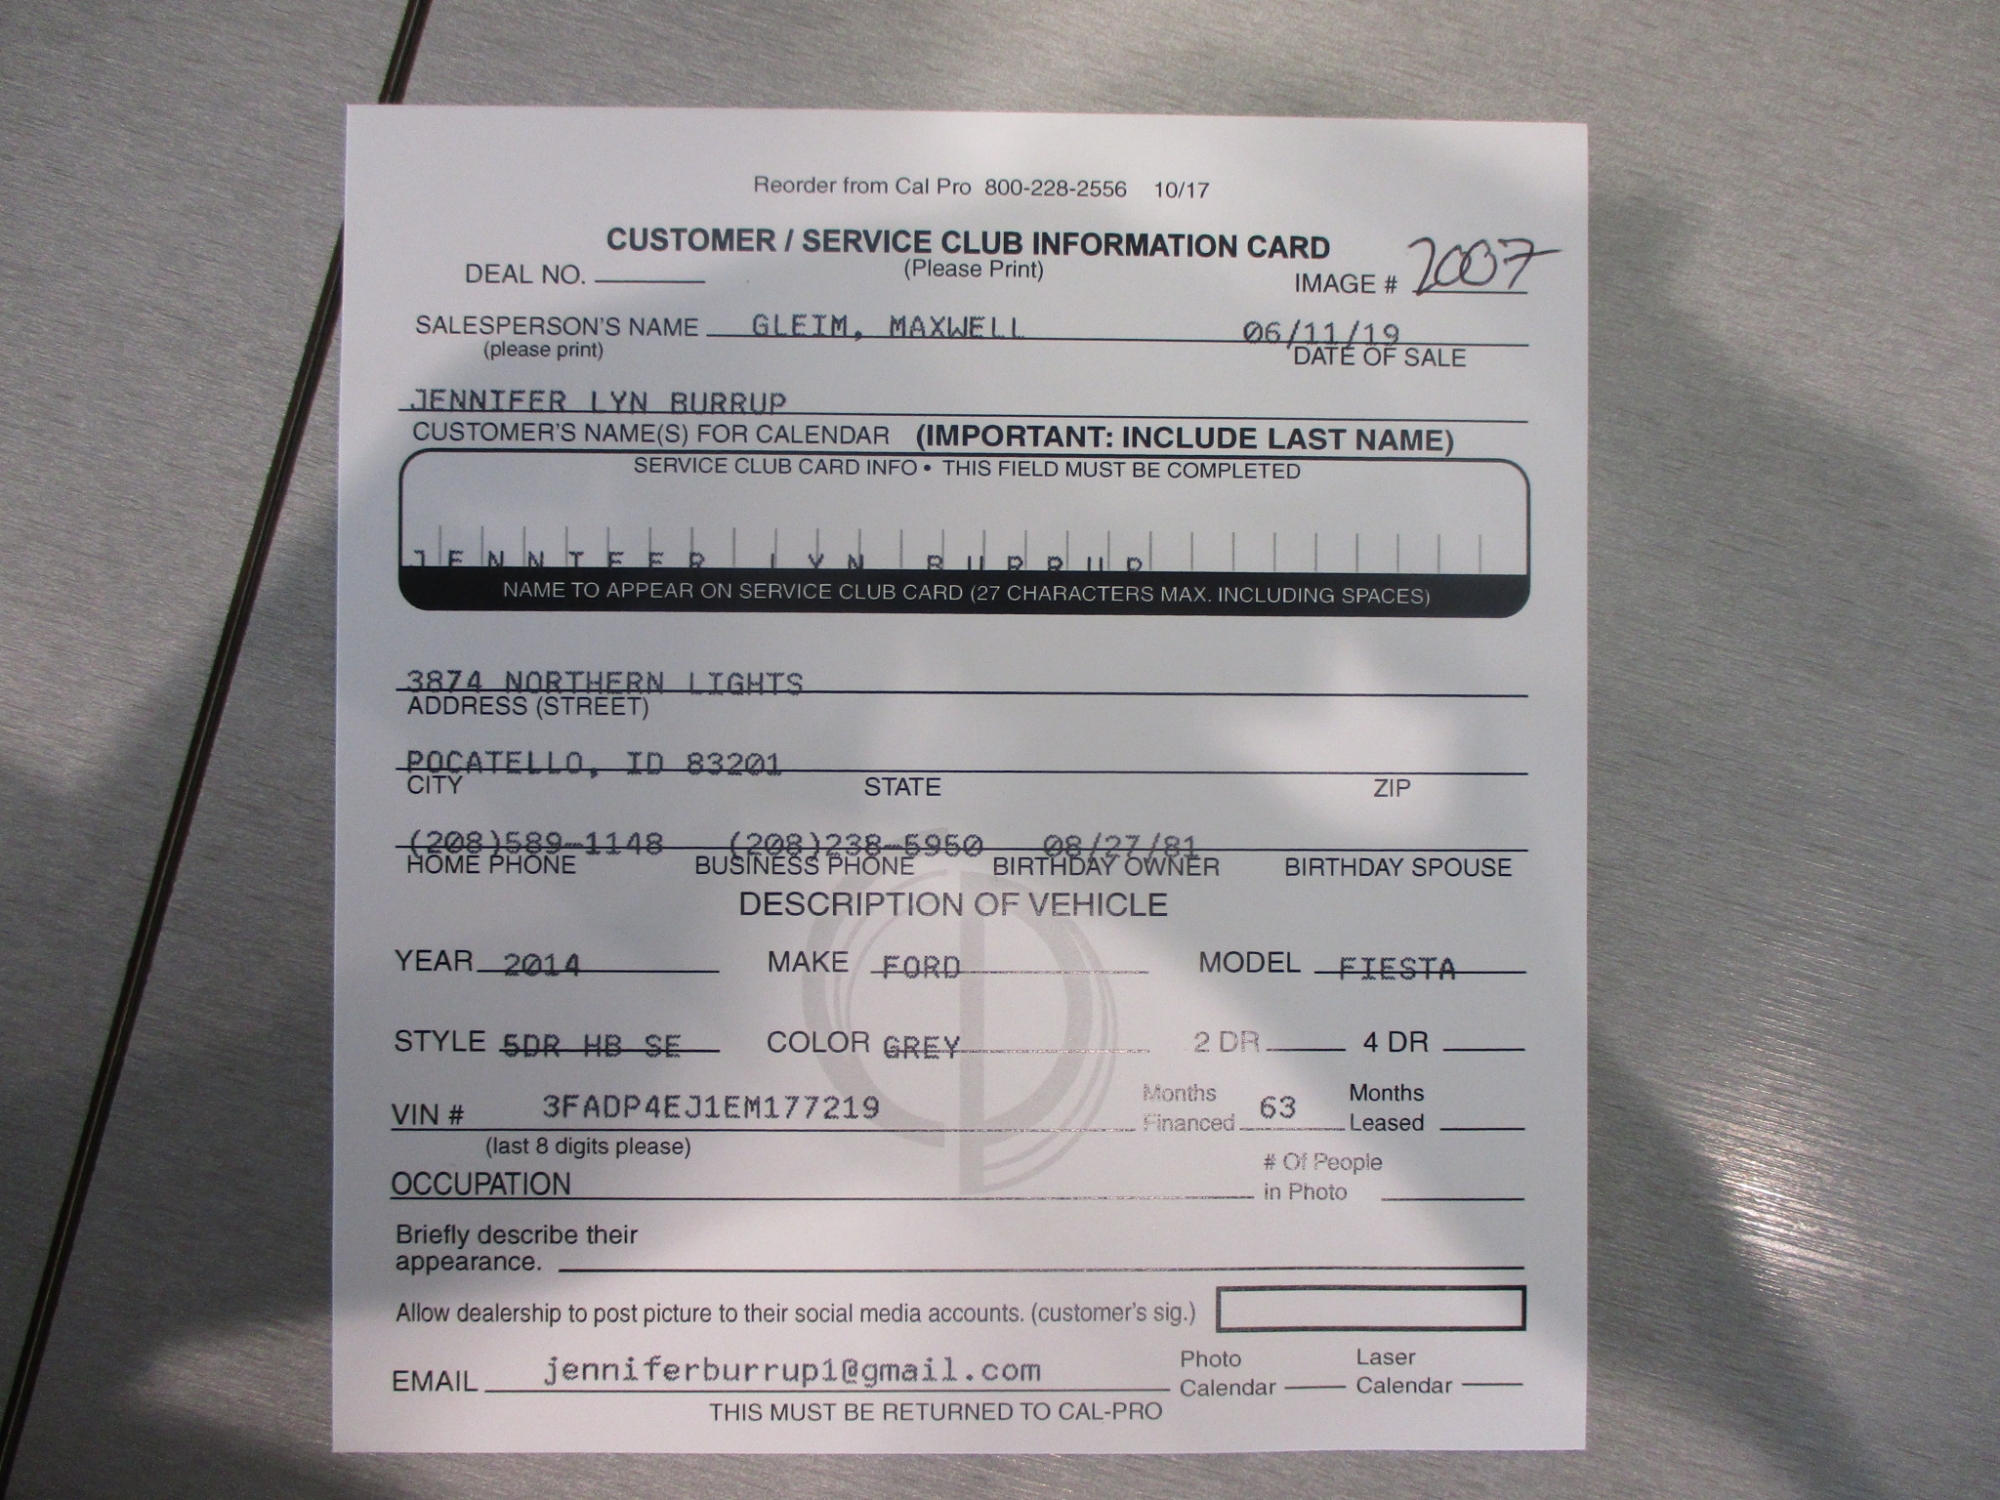 Reorder from Cal Pro 800-228-2556 10/17
CUSTOMER / SERVICE CLUB INFORMATION CARD
(Please Print)
DEAL NO. IMAGE # 2007
SALESPERSON'S NAME GLEIM, MAXWELL 06/11/19
(please print) DATE OF SALE
JENNIFER LYN BURRUP
CUSTOMER'S NAME(S) FOR CALENDAR (IMPORTANT: INCLUDE LAST NAME)
SERVICE CLUB CARD INFO • THIS FIELD MUST BE COMPLETED
JENNIFER LYN BURRUP
NAME TO APPEAR ON SERVICE CLUB CARD (27 CHARACTERS MAX. INCLUDING SPACES)
3874 NORTHERN LIGHTS
ADDRESS (STREET)
POCATELLO, ID 83201
CITY STATE ZIP
(208)589-1148 (208)238-5950 08/27/81
HOME PHONE BUSINESS PHONE BIRTHDAY OWNER BIRTHDAY SPOUSE
DESCRIPTION OF VEHICLE
YEAR 2014 MAKE FORD MODEL FIESTA
STYLE 5DR HB SE COLOR GREY 2 DR 4 DR
VIN # 3FADP4EJ1EM177219 Months Financed 63 Months Leased
(last 8 digits please)
OCCUPATION # Of People in Photo
Briefly describe their
appearance.
Allow dealership to post picture to their social media accounts. (customer's sig.)
EMAIL jenniferburrup1@gmail.com Photo Calendar Laser Calendar
THIS MUST BE RETURNED TO CAL-PRO